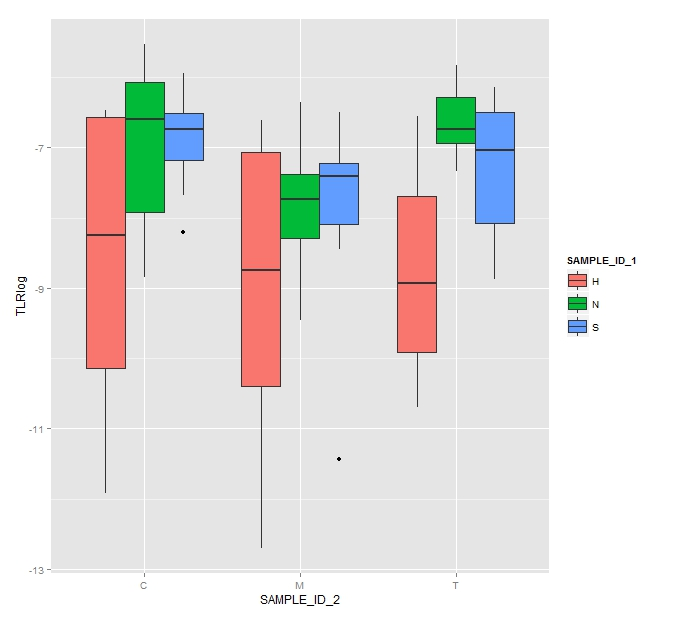 TLRlog
-7
-9
-11
-13
C
M
T
SAMPLE_ID_2
SAMPLE_ID_1
H
N
S